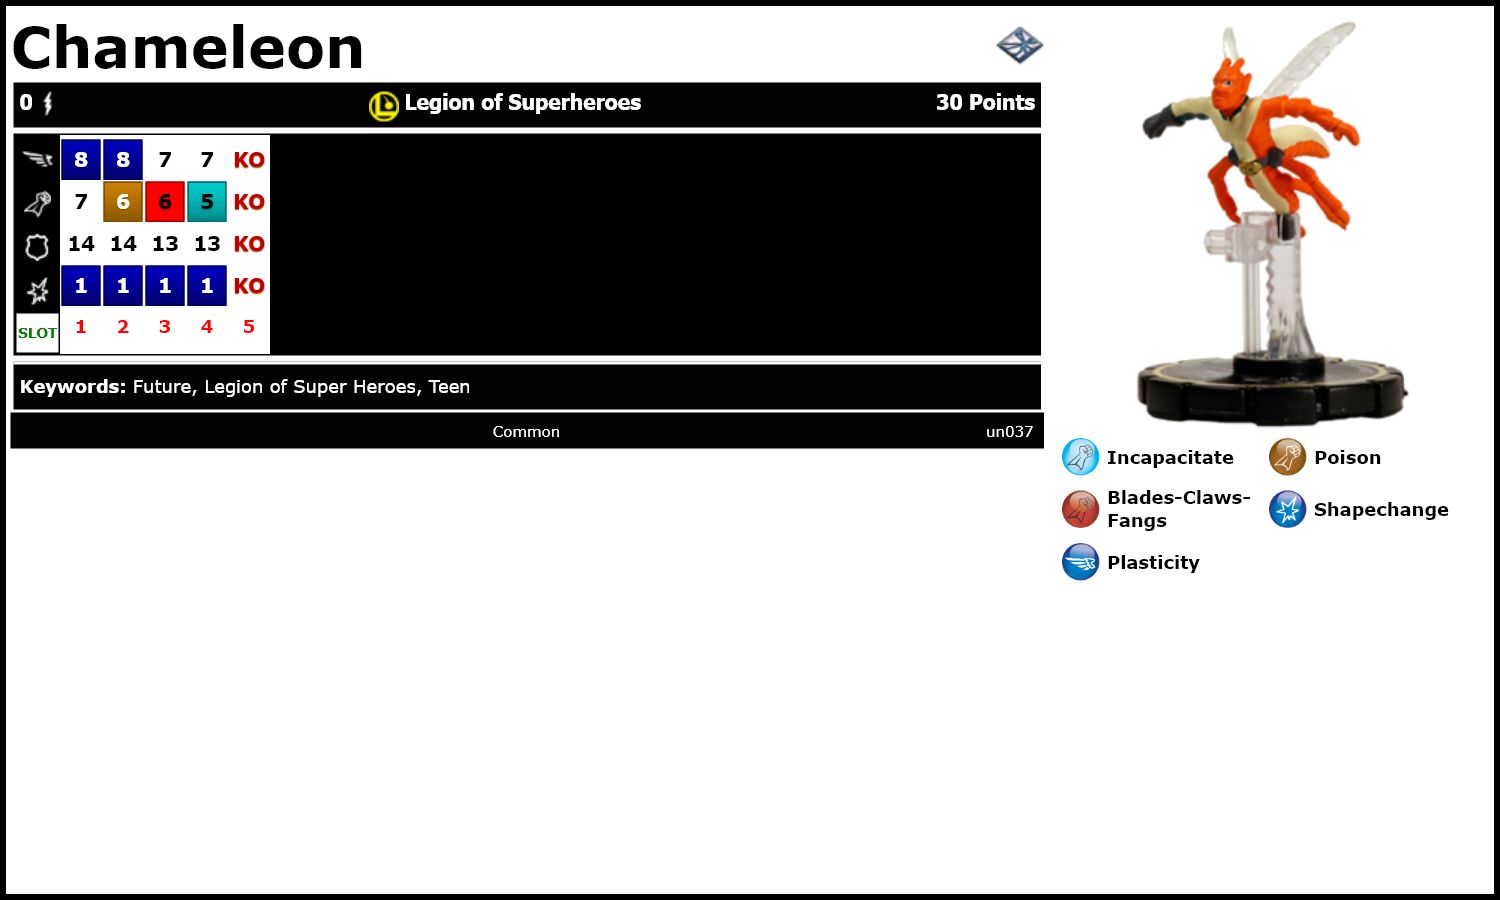 Chameleon
0 Legion of Superheroes 30 Points
8 8 7 7 KO
7 6 6 5 KO
14 14 13 13 KO
1 1 1 1 KO
SLOT 1 2 3 4 5
Keywords: Future, Legion of Super Heroes, Teen
Common un037
Incapacitate Poison
Blades-Claws-
Fangs
Shapechange
Plasticity